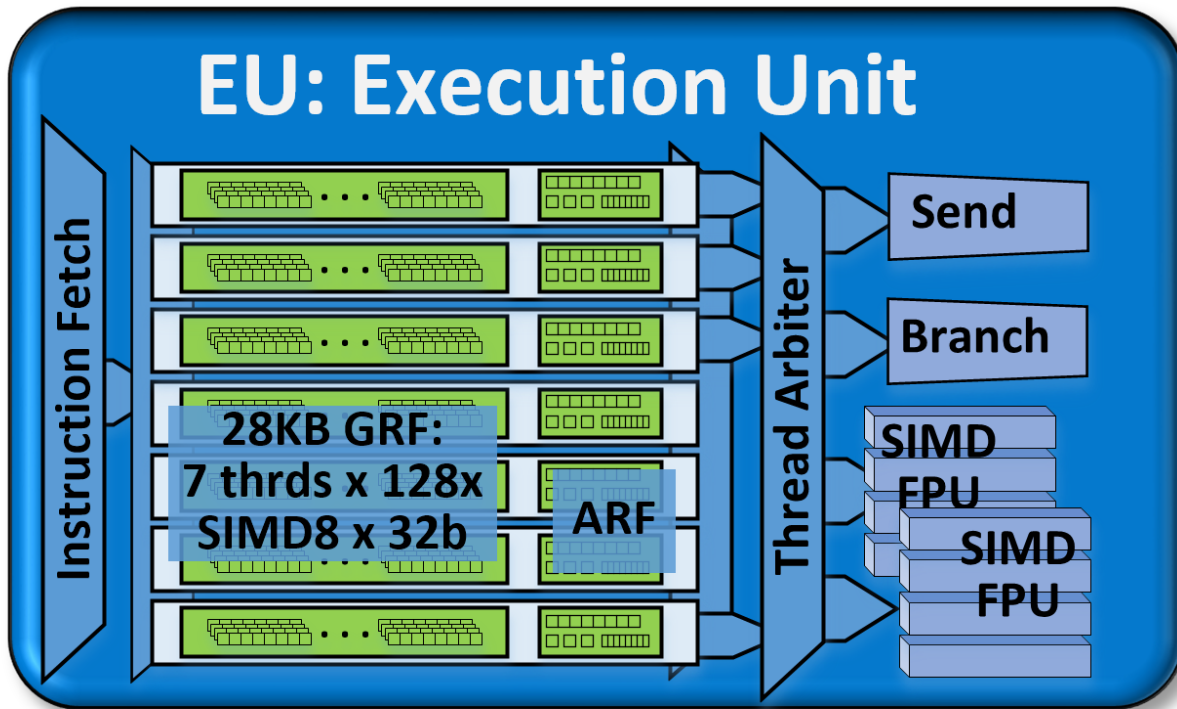 EU: Execution Unit
Instruction Fetch
28KB GRF:
7 thrds x 128x
SIMD8 x 32b
ARF
Thread Arbiter
Send
Branch
SIMD
FPU
SIMD
FPU